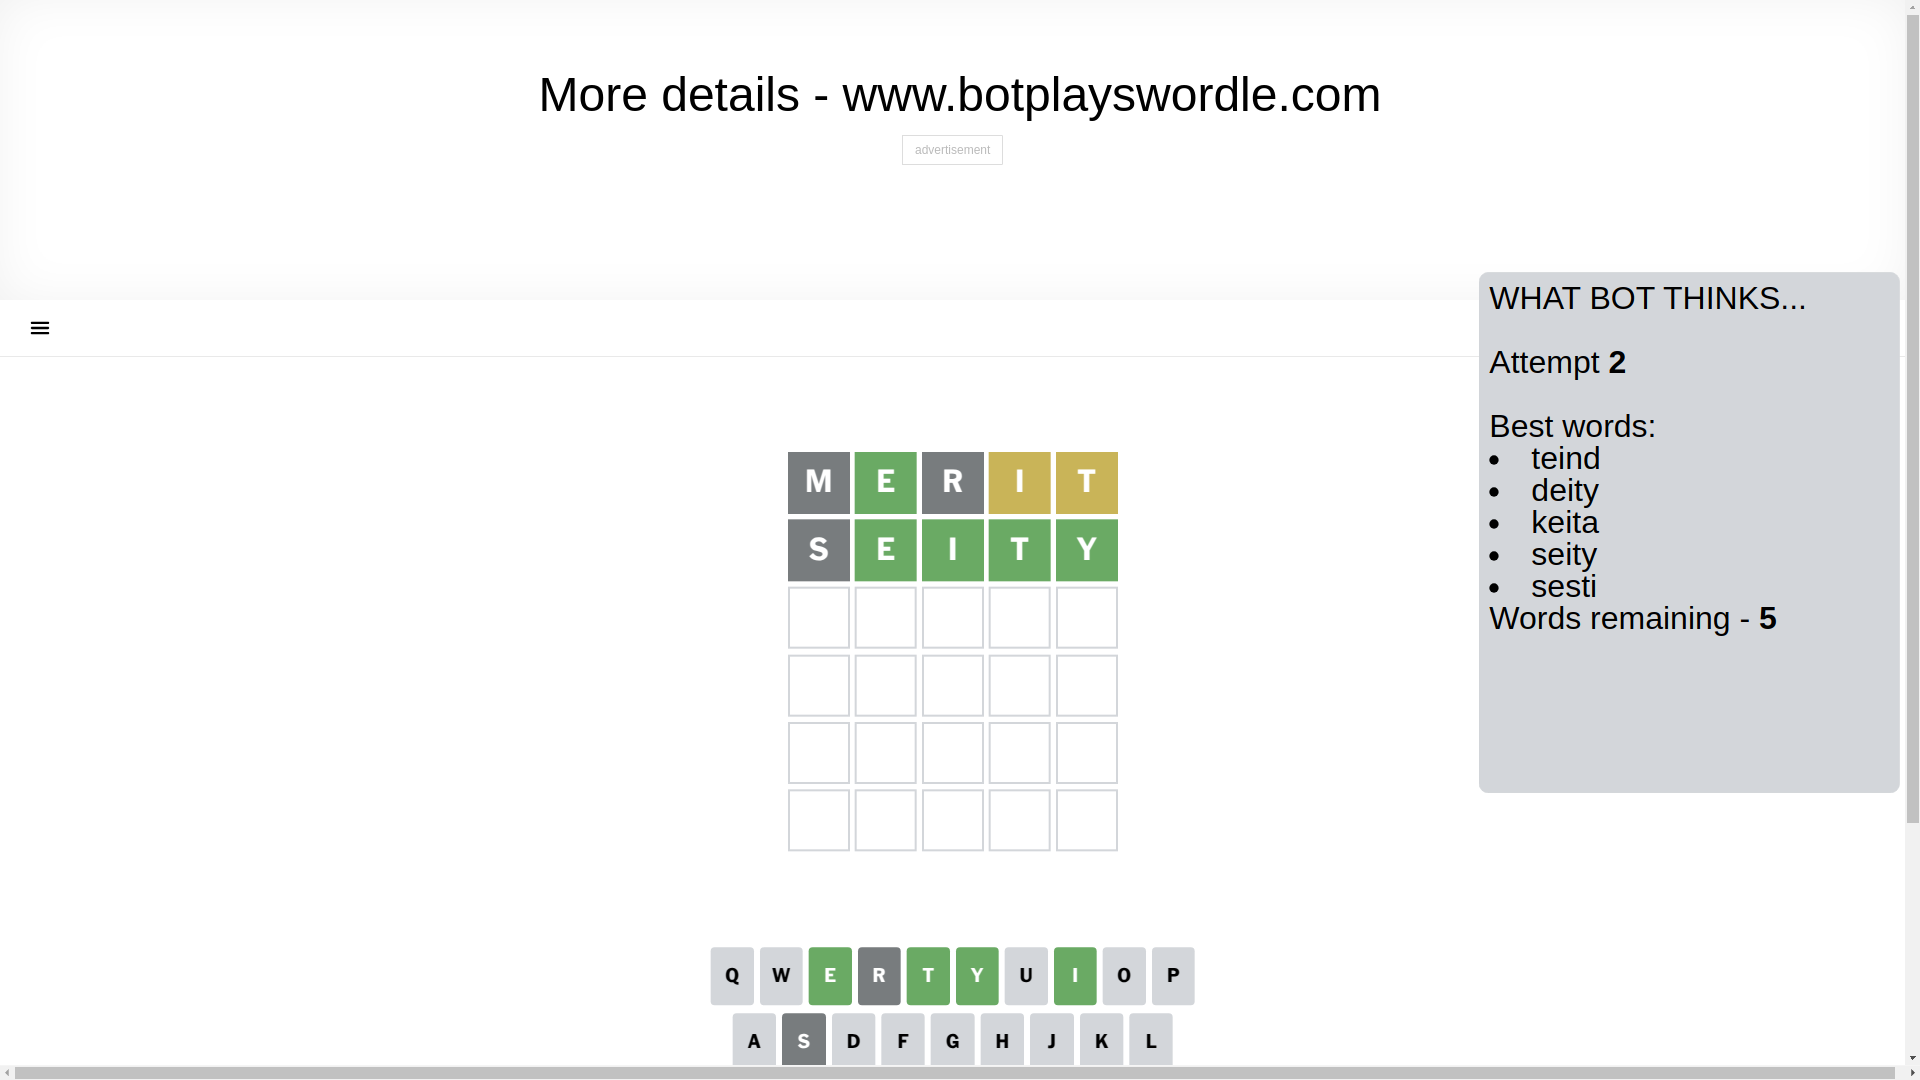 More details - www.botplayswordle.com
advertisement
WHAT BOT THINKS...
Attempt 2
Best words:
• teind
• deity
• keita
• seity
• sesti
Words remaining - 5
M E R I T
S E I T Y
Q W E R T Y U I O P
A S D F G H J K L